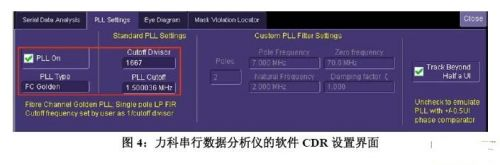 Serial Data Analysis
PLL Settings
Eye Diagram
Mask Violation Locator
Close
Standard PLL Settings
Custom PLL Filter Settings
PLL On
Cutoff Divisor
1667
PLL Type
FC Golden
PLL Cutoff
1.500036 MHz
Fibre Channel Golden PLL, Single pole LP FIR
Cutoff frequency set by user as 1/cutoff divisor
Poles
2
Pole Frequency
7.000 MHz
Zero frequency
70.0 MHz
Natural Frequency
2.000 MHz
Damping factor ζ
1.000
Track Beyond
Half a UI
Uncheck to emulate
PLL with +/-0.5UI
phase comparator
图 4：力科串行数据分析仪的软件 CDR 设置界面